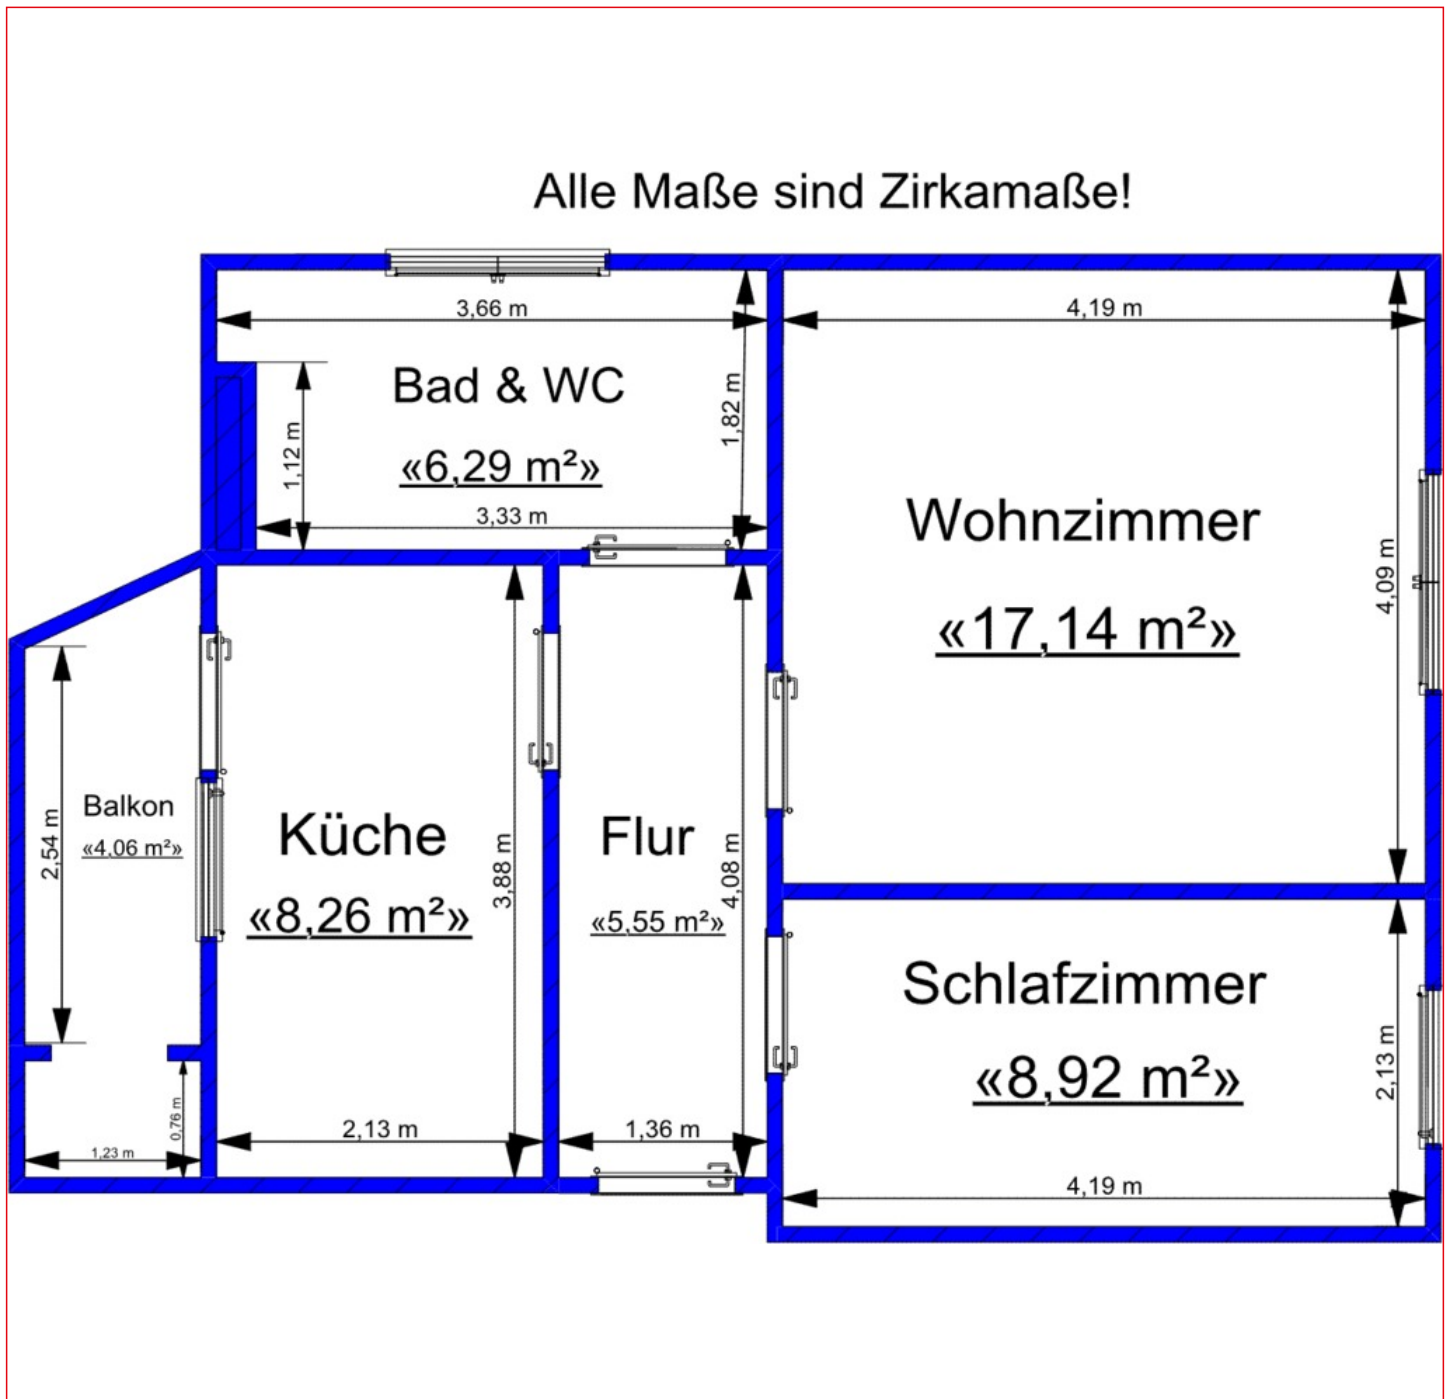 Alle Maße sind Zirkamaße!
3,66 m
4,19 m
Bad & WC
1,82 m
1,12 m
«6,29 m²»
3,33 m
Wohnzimmer
4,09 m
«17,14 m²»
Balkon
2,54 m
«4,06 m²»
Küche
3,88 m
«8,26 m²»
Flur
4,08 m
«5,55 m²»
Schlafzimmer
2,13 m
«8,92 m²»
0,76 m
1,23 m
2,13 m
1,36 m
4,19 m